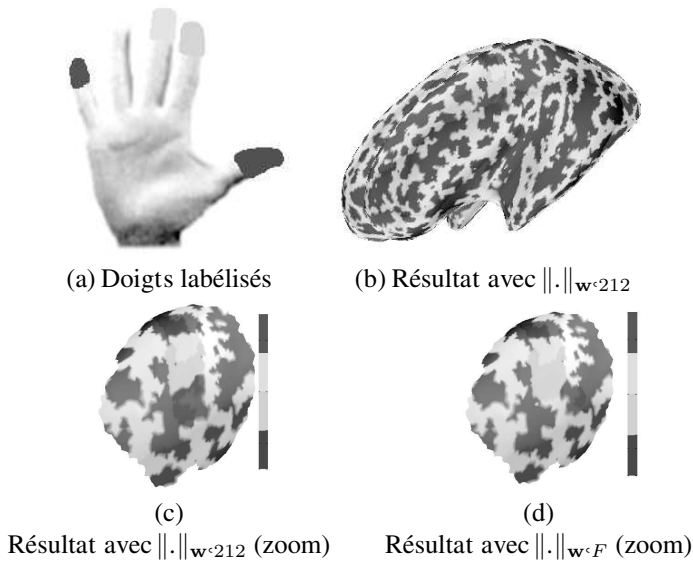 (a) Doigts labélisés
(b) Résultat avec ‖.‖w‹212
(c)
Résultat avec ‖.‖w‹212 (zoom)
(d)
Résultat avec ‖.‖w‹F (zoom)